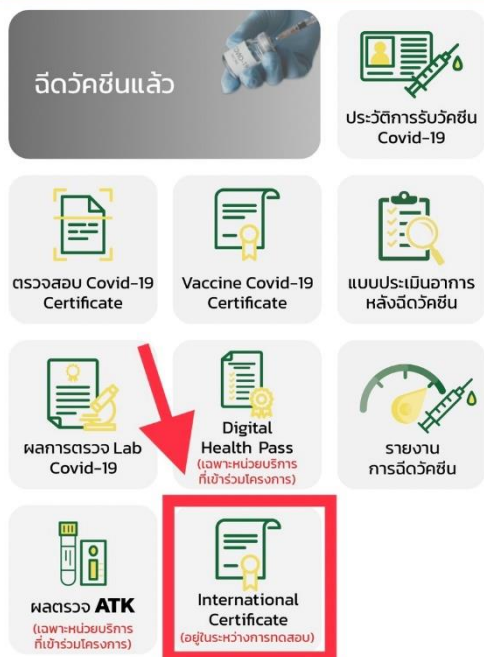 ฉีดวัคซีนแล้ว
ประวัติการรับวัคซีน
Covid-19
ตรวจสอบ Covid-19
Certificate
Vaccine Covid-19
Certificate
แบบประเมินอาการ
หลังฉีดวัคซีน
ผลการตรวจ Lab
Covid-19
Digital
Health Pass
(เฉพาะหน่วยบริการ
ที่เข้าร่วมโครงการ)
รายงาน
การฉีดวัคซีน
ผลตรวจ ATK
(เฉพาะหน่วยบริการ
ที่เข้าร่วมโครงการ)
International
Certificate
(อยู่ในระหว่างการทดสอบ)